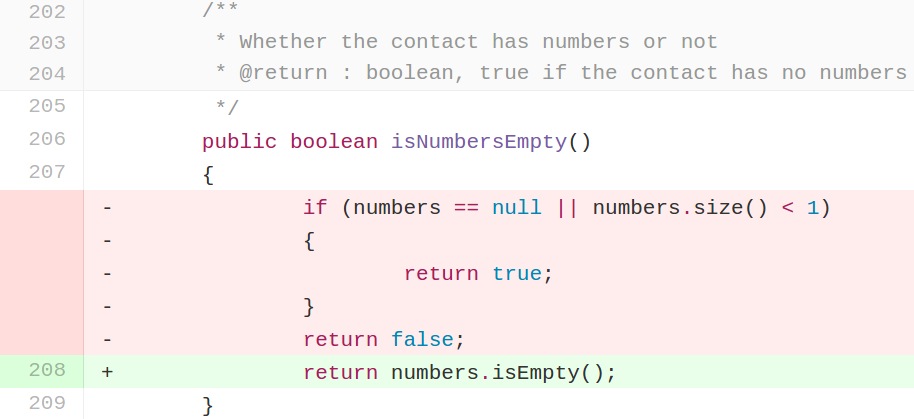 202 /**
203 * Whether the contact has numbers or not
204 * @return : boolean, true if the contact has no numbers
205 */
206 public boolean isNumbersEmpty()
207 {
- if (numbers == null || numbers.size() < 1)
- {
- return true;
- }
- return false;
208 + return numbers.isEmpty();
209 }